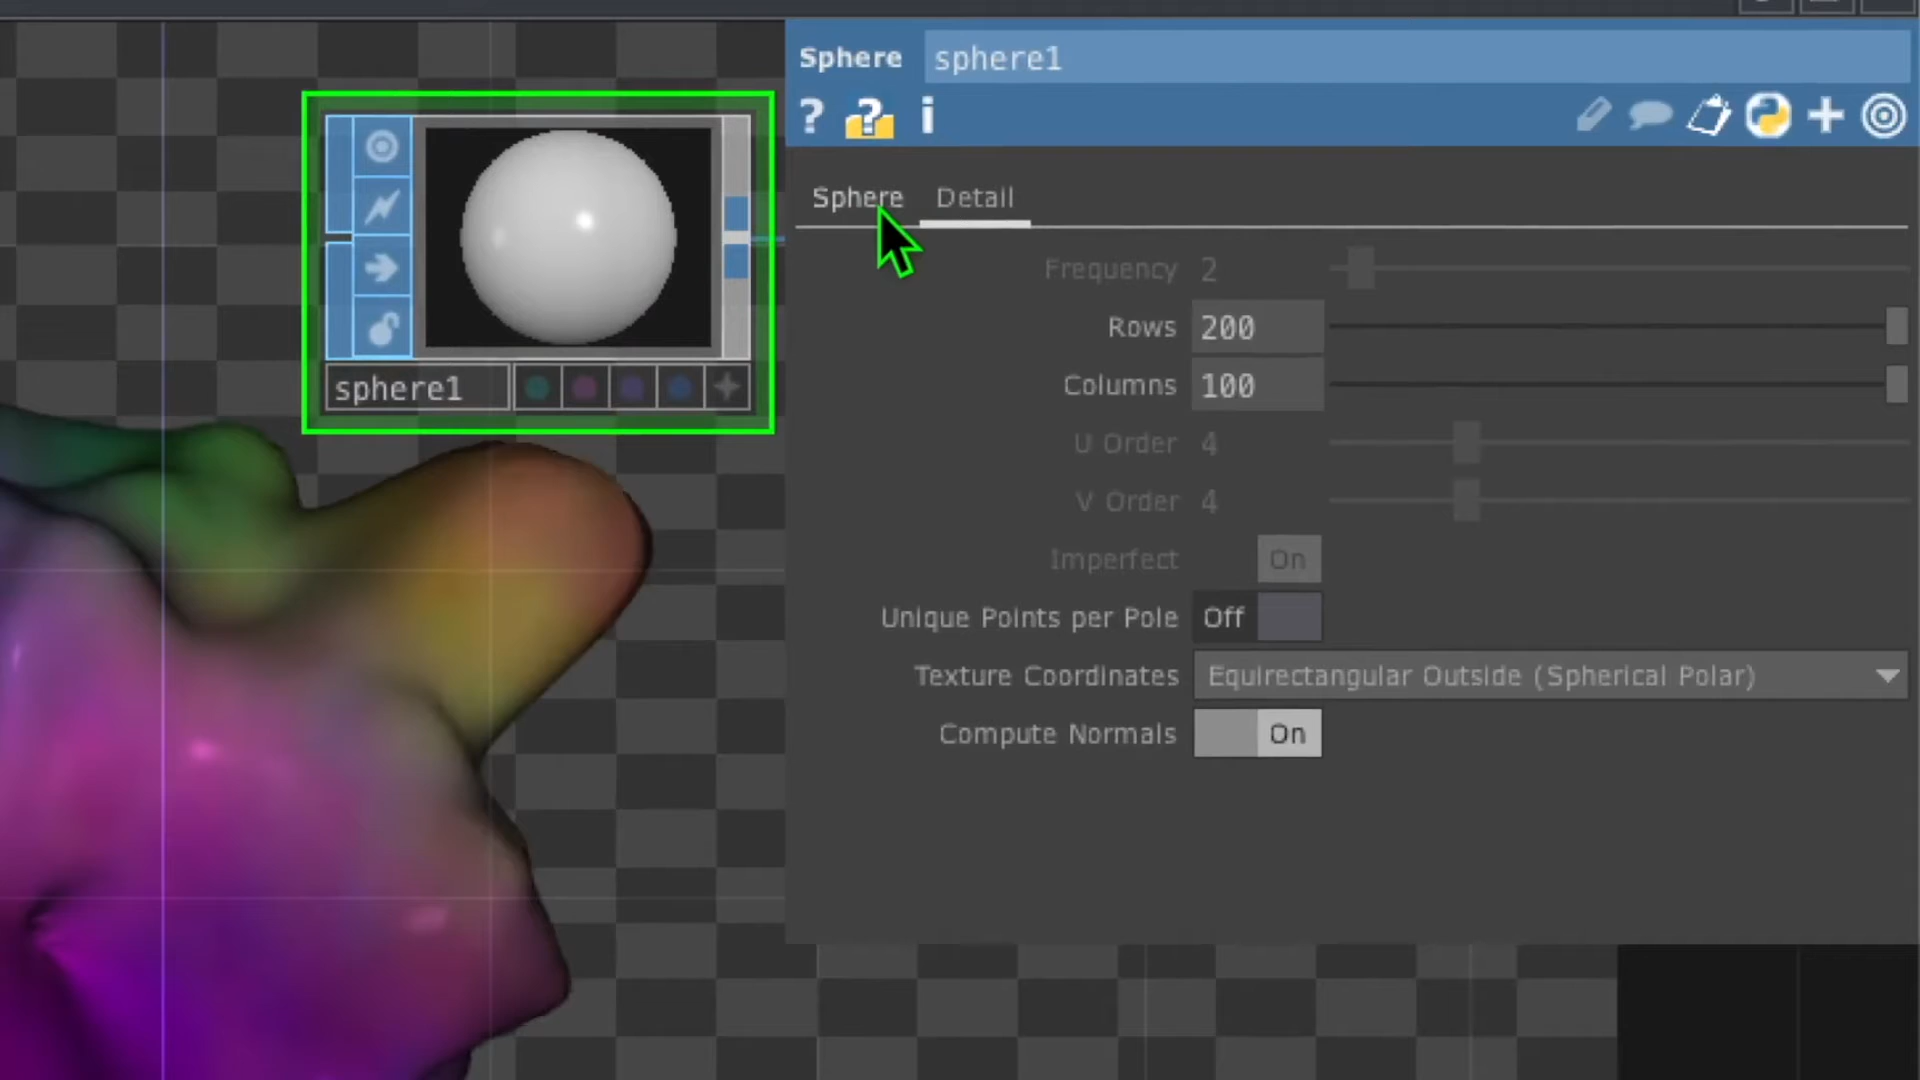 Sphere sphere1
? ? i
Sphere Detail
Frequency 2
Rows 200
Columns 100
U Order 4
V Order 4
Imperfect On
Unique Points per Pole Off
Texture Coordinates Equirectangular Outside (Spherical Polar)
Compute Normals On
sphere1